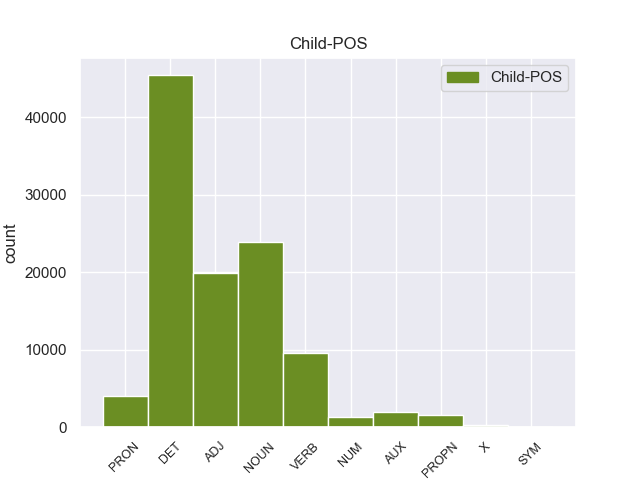 Child-POS
Child-POS
40000
30000
20000
10000
0
count
PRON
DET
ADJ
NOUN
VERB
NUM
AUX
PROPN
X
SYM